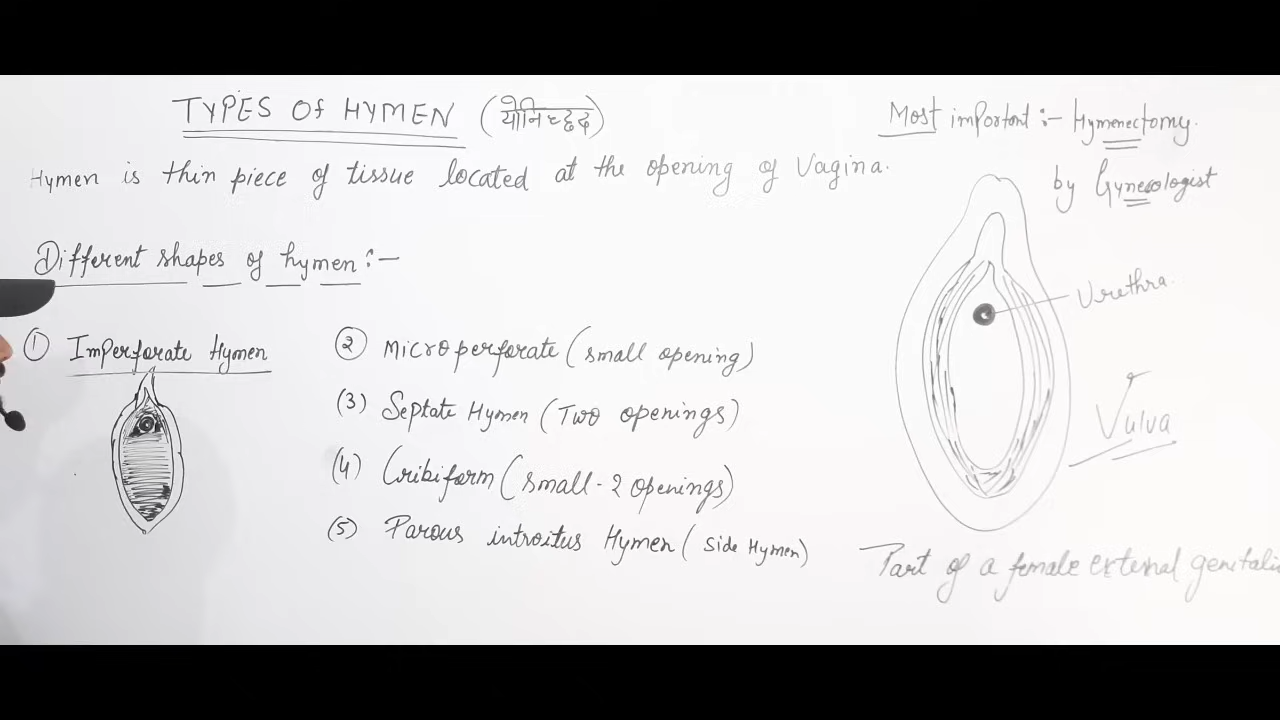 TYPES Of HYMEN (योनिच्छद)
Hymen is thin piece of tissue located at the opening of Vagina.
Different shapes of hymen :-
① Imperforate Hymen
② Microperforate (small opening)
(3) Septate Hymen (Two openings)
(4) Cribiform (small - 2 openings)
(5) Parous introitus Hymen (side Hymen)
Most important :- Hymenectomy.
by Gynecologist
Urethra.
Vulva
Part of a female external genitalia